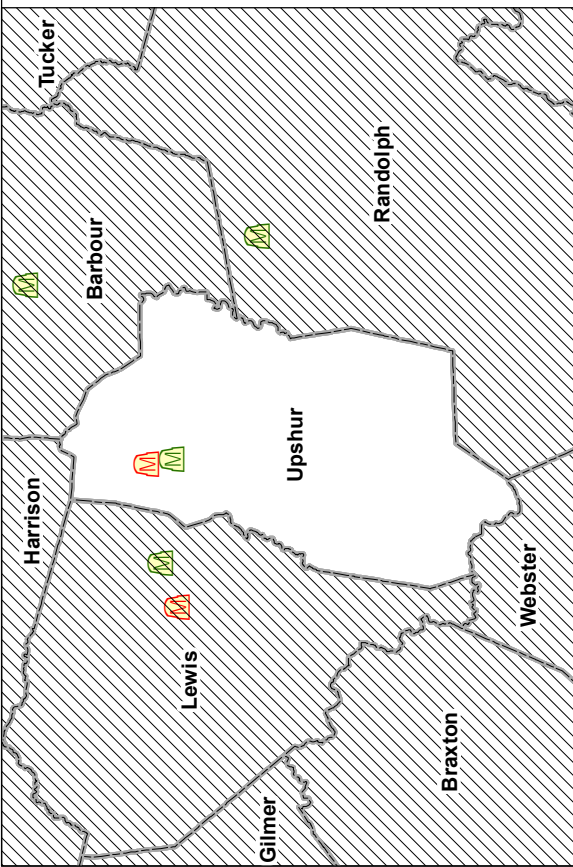 M
Harrison
Tucker
Barbour
M
M
M
M
Lewis
M
Gilmer
Upshur
Randolph
Braxton
Webster